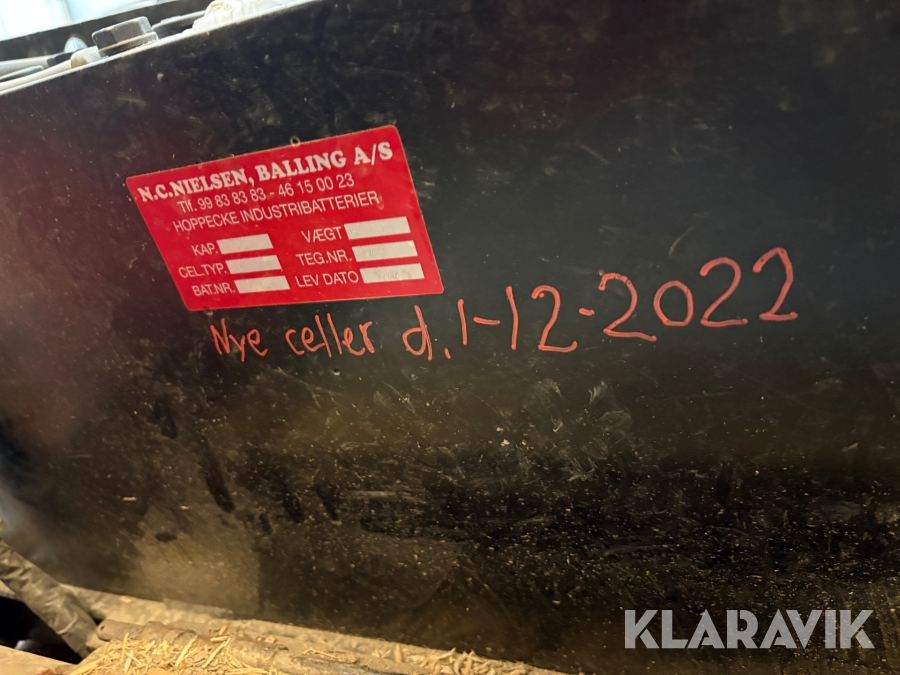 N.C.NIELSEN, BALLING A/S
Tlf. 99 83 83 83 - 46 15 00 23
HOPPECKE INDUSTRIBATTERIER
KAP. VÆGT
CEL.TYP. TEG.NR.
BAT.NR. LEV DATO
Nye celler d. 1-12-2022
KLARAVIK